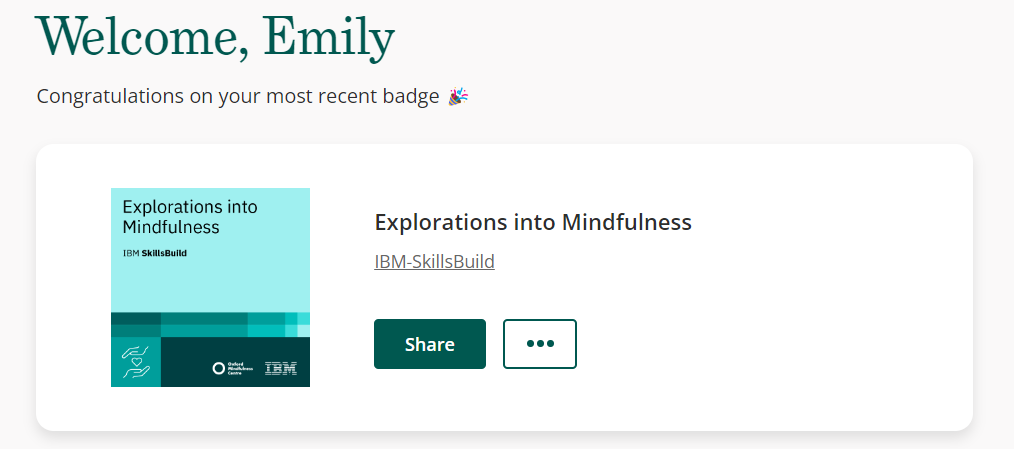 Welcome, Emily
Congratulations on your most recent badge 🎉
Explorations into
Mindfulness
IBM SkillsBuild
Oxford
Mindfulness
Centre
IBM
Explorations into Mindfulness
IBM-SkillsBuild
Share
•••